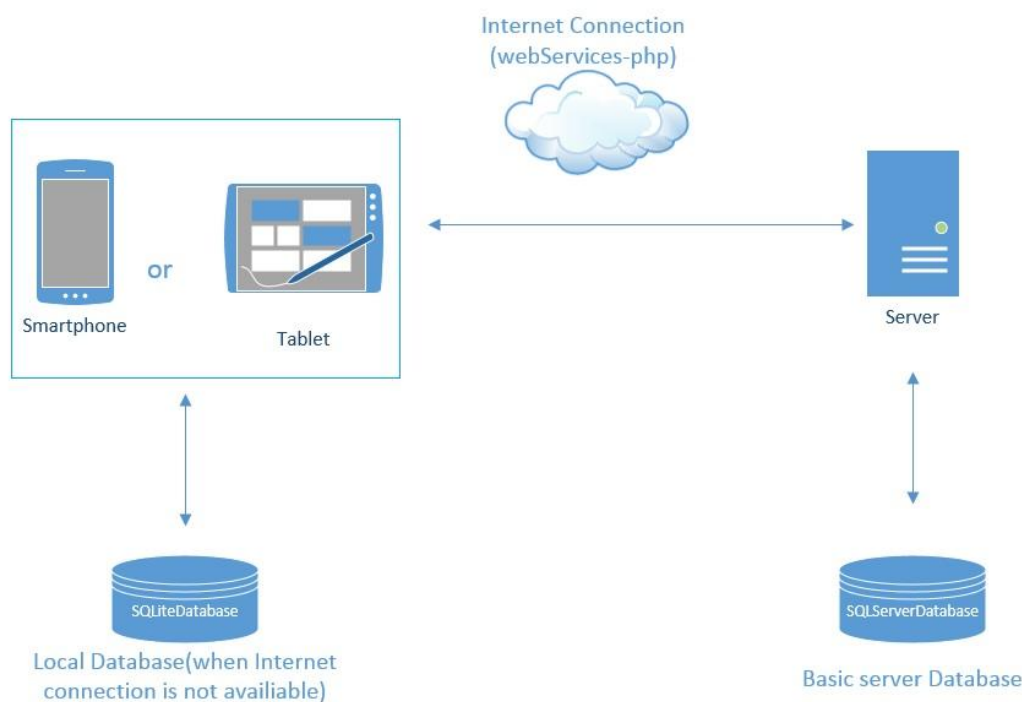 Internet Connection
(webServices-php)
or
Smartphone
Tablet
Server
SQLiteDatabase
SQLServerDatabase
Local Database(when Internet
connection is not availiable)
Basic server Database